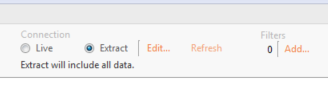 Connection Filters
Live Extract Edit... Refresh 0 Add...
Extract will include all data.